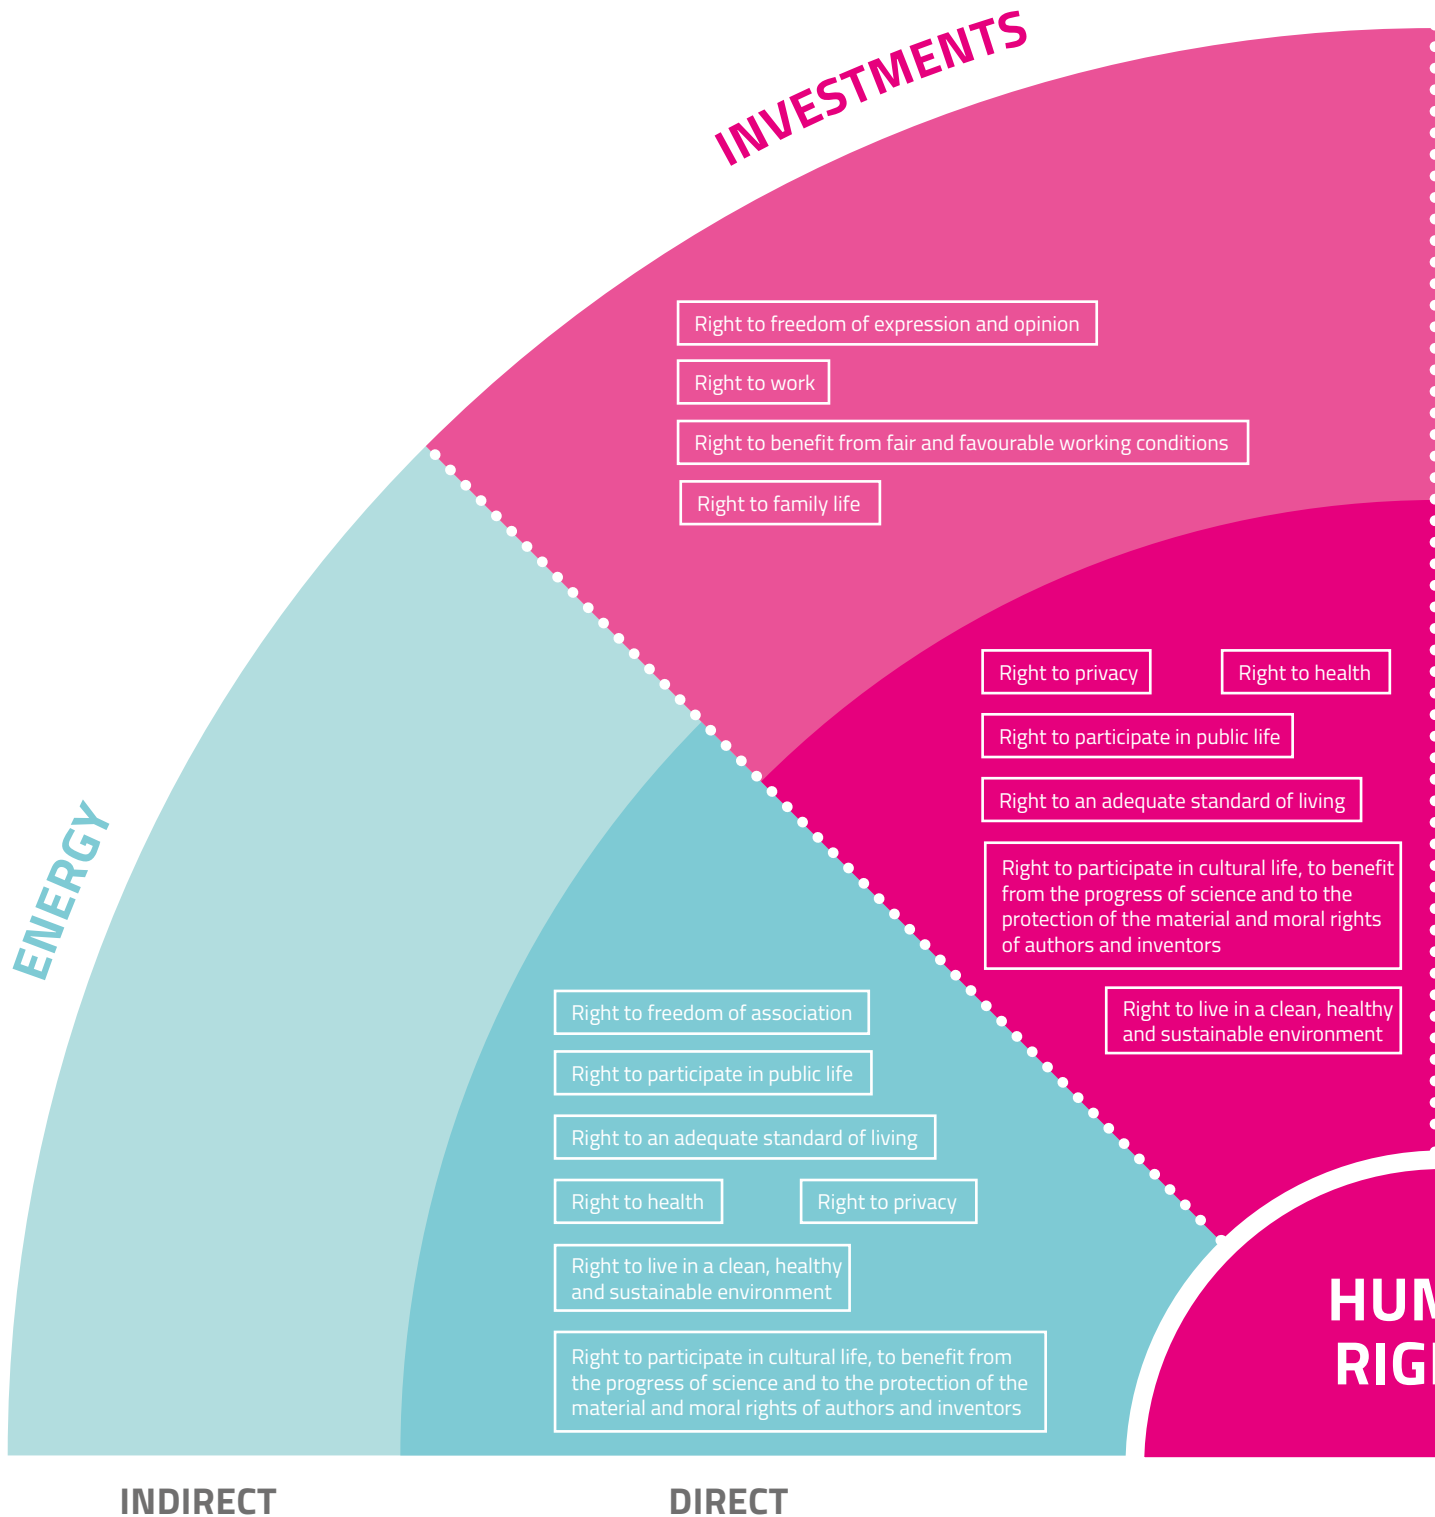 INVESTMENTS
Right to freedom of expression and opinion
Right to work
Right to benefit from fair and favourable working conditions
Right to family life
Right to privacy
Right to health
Right to participate in public life
Right to an adequate standard of living
Right to participate in cultural life, to benefit
from the progress of science and to the
protection of the material and moral rights
of authors and inventors
Right to live in a clean, healthy
and sustainable environment
ENERGY
Right to freedom of association
Right to participate in public life
Right to an adequate standard of living
Right to health
Right to privacy
Right to live in a clean, healthy
and sustainable environment
Right to participate in cultural life, to benefit from
the progress of science and to the protection of the
material and moral rights of authors and inventors
INDIRECT
DIRECT